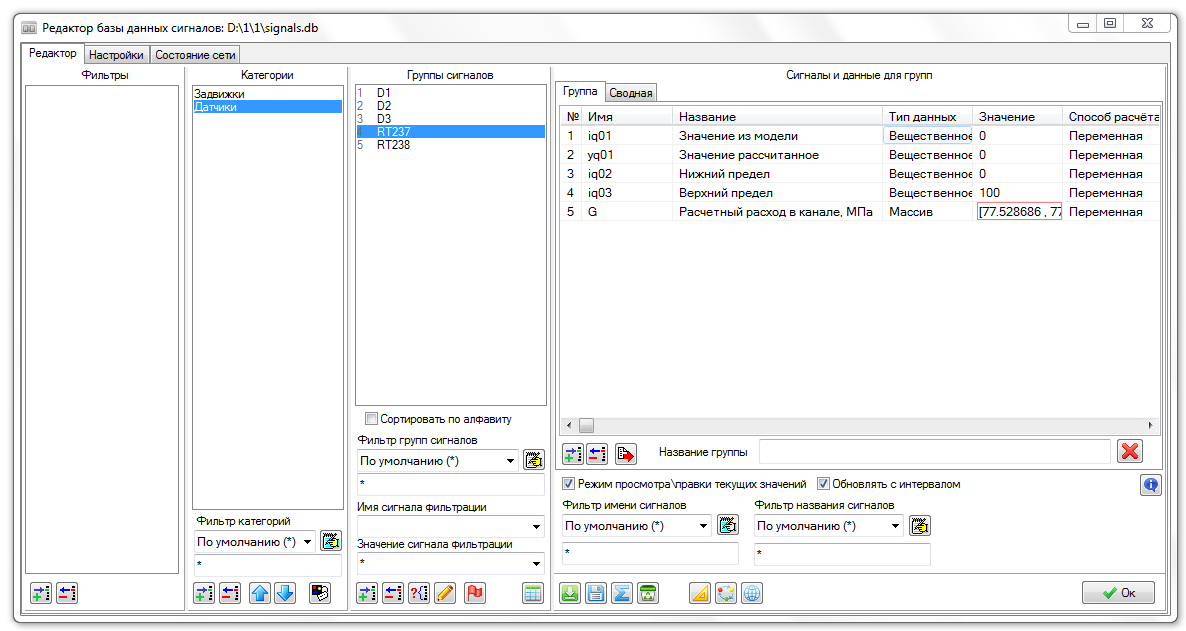 Редактор базы данных сигналов: D:\1\1\signals.db
Редактор Настройки Состояние сети
Фильтры
Категории
Задвижки
Датчики
Фильтр категорий
По умолчанию (*)
*
Группы сигналов
1 D1
2 D2
3 D3
4 RT237
5 RT238
Сортировать по алфавиту
Фильтр групп сигналов
По умолчанию (*)
*
Имя сигнала фильтрации
Значение сигнала фильтрации
*
Сигналы и данные для групп
Группа Сводная
№ Имя Название Тип данных Значение Способ расчёта
1 iq01 Значение из модели Вещественное 0 Переменная
2 yq01 Значение рассчитанное Вещественное 0 Переменная
3 iq02 Нижний предел Вещественное 0 Переменная
4 iq03 Верхний предел Вещественное 100 Переменная
5 G Расчетный расход в канале, МПа Массив [77.528686 , 77 Переменная
Название группы
Режим просмотра\правки текущих значений Обновлять с интервалом
Фильтр имени сигналов Фильтр названия сигналов
По умолчанию (*) По умолчанию (*)
* *
Ок